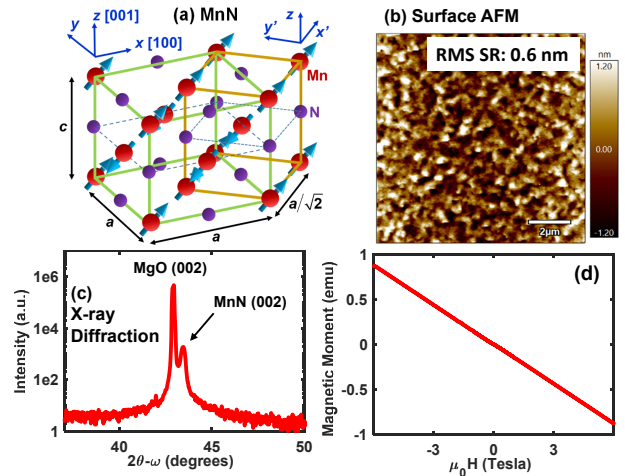 (a) MnN
z [001]
y
x [100]
y'
z
x'
Mn
N
c
a
a
a/√2
(b) Surface AFM
RMS SR: 0.6 nm
nm
1.20
0.00
-1.20
2μm
(c)
X-ray
Diffraction
MgO (002)
MnN (002)
Intensity (a.u.)
1e6
1e4
1e2
1
40
45
50
2θ-ω (degrees)
(d)
Magnetic Moment (emu)
1
0.5
0
-0.5
-1
-3
0
3
μ₀H (Tesla)